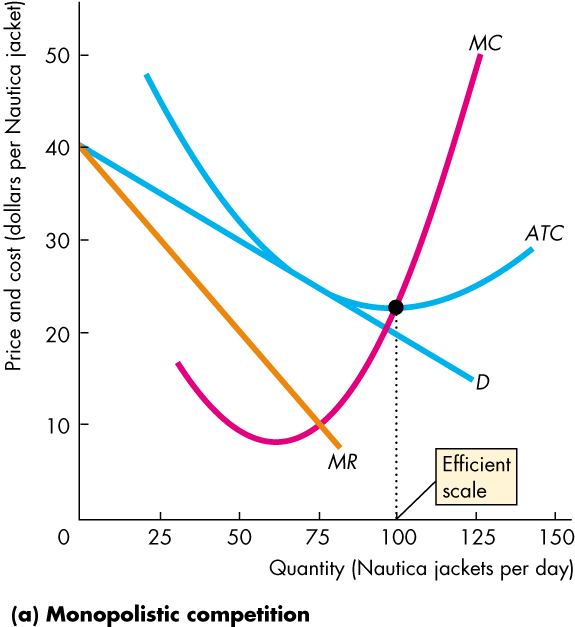 Price and cost (dollars per Nautica jacket)
50
40
30
20
10
0
MC
ATC
D
MR
Efficient
scale
25
50
75
100
125
150
Quantity (Nautica jackets per day)
(a) Monopolistic competition